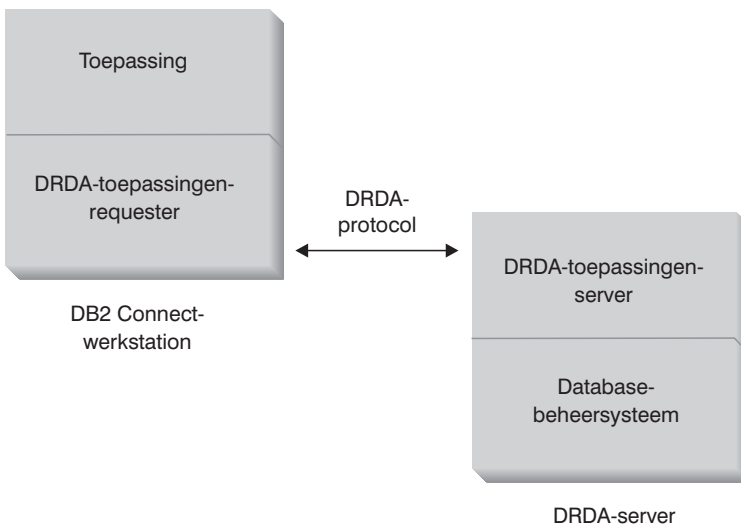 Toepassing
DRDA-toepassingen-
requester
DB2 Connect-
werkstation
DRDA-
protocol
DRDA-toepassingen-
server
Database-
beheersysteem
DRDA-server